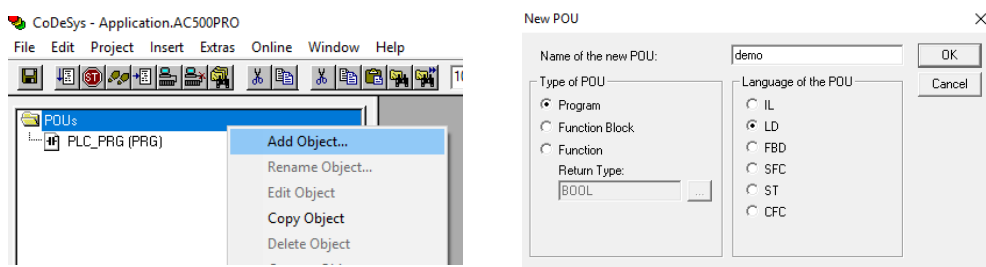 CoDeSys - Application.AC500PRO
File Edit Project Insert Extras Online Window Help
POUs
PLC_PRG (PRG)
Add Object...
Rename Object...
Edit Object
Copy Object
Delete Object
New POU
Name of the new POU: demo OK
Type of POU Language of the POU Cancel
Program IL
Function Block LD
Function FBD
Return Type: SFC
BOOL ... ST
CFC